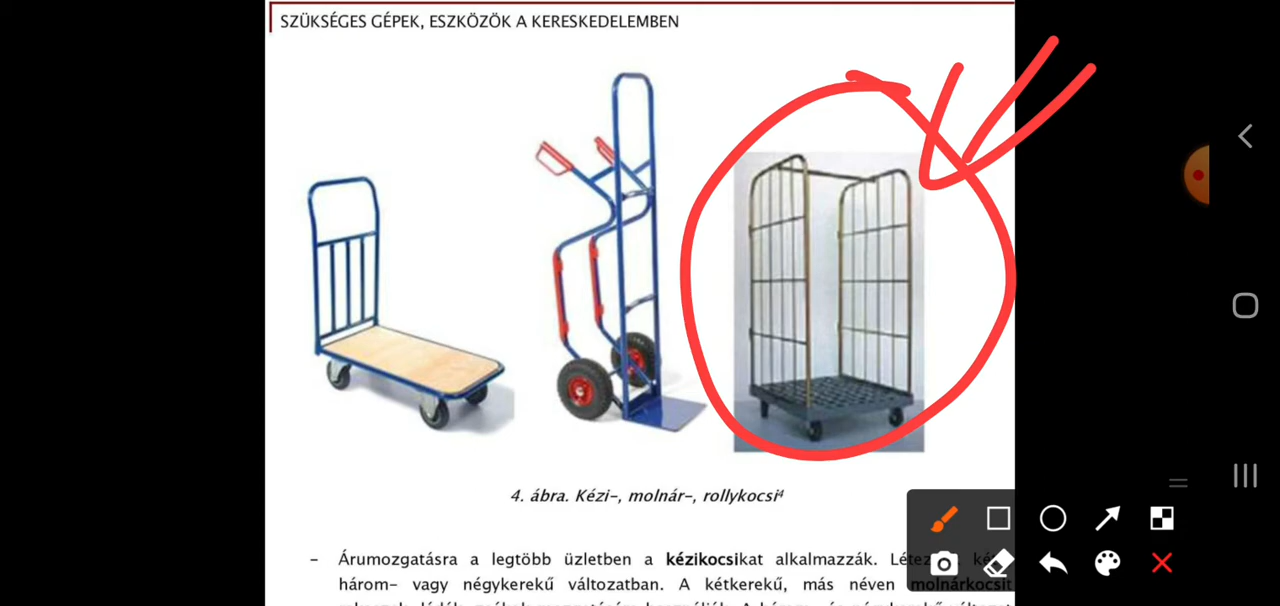 SZÜKSÉGES GÉPEK, ESZKÖZÖK A KERESKEDELEMBEN
4. ábra. Kézi-, molnár-, rollykocsi4
- Árumozgatásra a legtöbb üzletben a kézikocsikat alkalmazzák.
három- vagy négykerekű változatban. A kétkerekű, más néven molnárkocsit